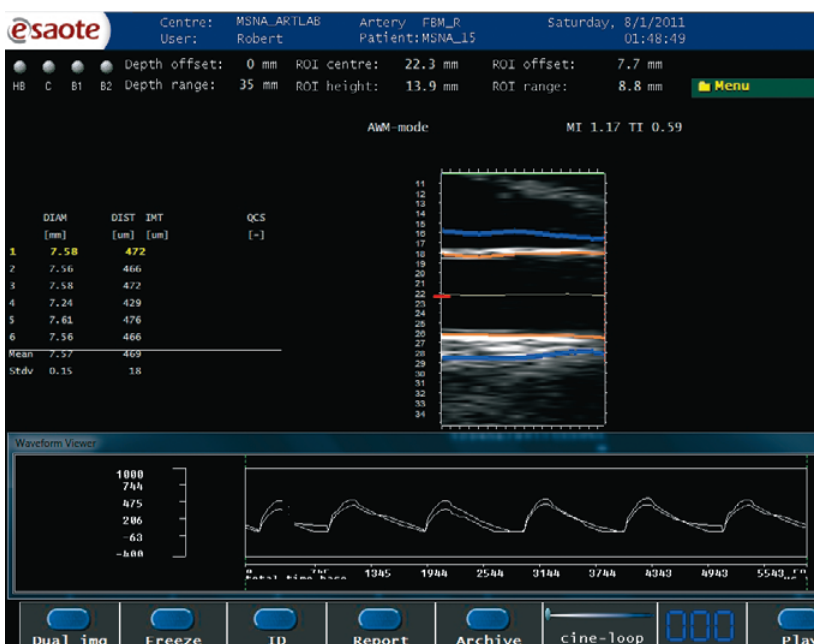 esaote
Centre: MSNA_ARTLAB Artery FBM_R Saturday, 8/1/2011
User: Robert Patient:MSNA_15 01:48:49
Depth offset: 0 mm ROI centre: 22.3 mm ROI offset: 7.7 mm
HB C B1 B2 Depth range: 35 mm ROI height: 13.9 mm ROI range: 8.8 mm Menu
AWM-mode MI 1.17 TI 0.59
DIAM DIST IMT QCS
[mm] [um] [um] [-]
1 7.58 472
2 7.56 466
3 7.58 472
4 7.24 429
5 7.61 476
6 7.56 466
Mean 7.57 469
Stdv 0.15 18
11
12
13
14
15
16
17
18
19
20
21
22
23
24
25
26
27
28
29
30
31
32
33
34
Waveform Viewer
1000
744
475
206
-63
-400
0 745 1345 1944 2544 3144 3744 4343 4943 5543
total time base
Dual img Freeze ID Report Archive cine-loop 000 Play